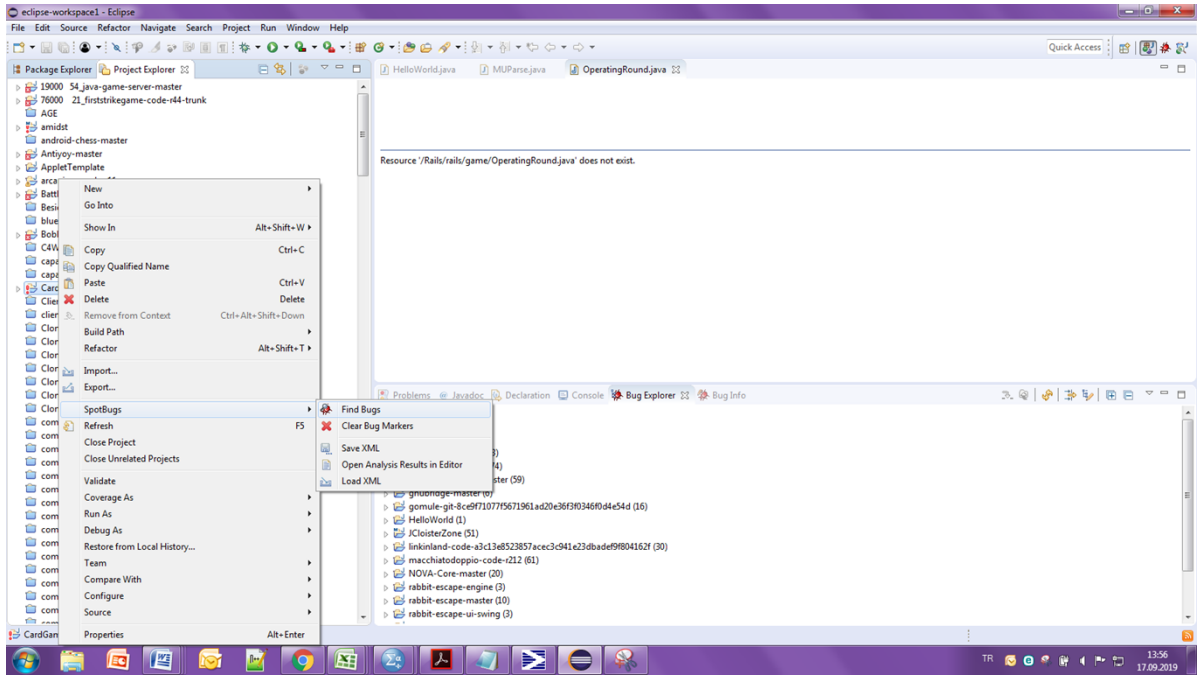 eclipse-workspace1 - Eclipse
File Edit Source Refactor Navigate Search Project Run Window Help
Quick Access
Package Explorer Project Explorer
HelloWorld.java MUParse.java OperatingRound.java
19000 54_java-game-server-master
76000 21_firststrikegame-code-r44-trunk
AGE
amidst
android-chess-master
Antiyoy-master
AppletTemplate
Resource '/Rails/rails/game/OperatingRound.java' does not exist.
New
Go Into
Show In Alt+Shift+W
Copy Ctrl+C
Copy Qualified Name
Paste Ctrl+V
Delete Delete
Remove from Context Ctrl+Alt+Shift+Down
Build Path
Refactor Alt+Shift+T
Import...
Export...
SpotBugs
Refresh F5
Close Project
Close Unrelated Projects
Validate
Coverage As
Run As
Debug As
Restore from Local History...
Team
Compare With
Configure
Source
Properties Alt+Enter
Find Bugs
Clear Bug Markers
Save XML
Open Analysis Results in Editor
Load XML
Problems @ Javadoc Declaration Console Bug Explorer Bug Info
ster (59)
gnubridge-master (6)
gomule-git-8ce9f71077f5671961ad20e36f3f0346f0d4e54d (16)
HelloWorld (1)
JCloisterZone (51)
linkinland-code-a3c13e8523857acec3c941e23dbadef9f804162f (30)
macchiatodoppio-code-r212 (61)
NOVA-Core-master (20)
rabbit-escape-engine (3)
rabbit-escape-master (10)
rabbit-escape-ui-swing (3)
CardGan
TR
13:56
17.09.2019